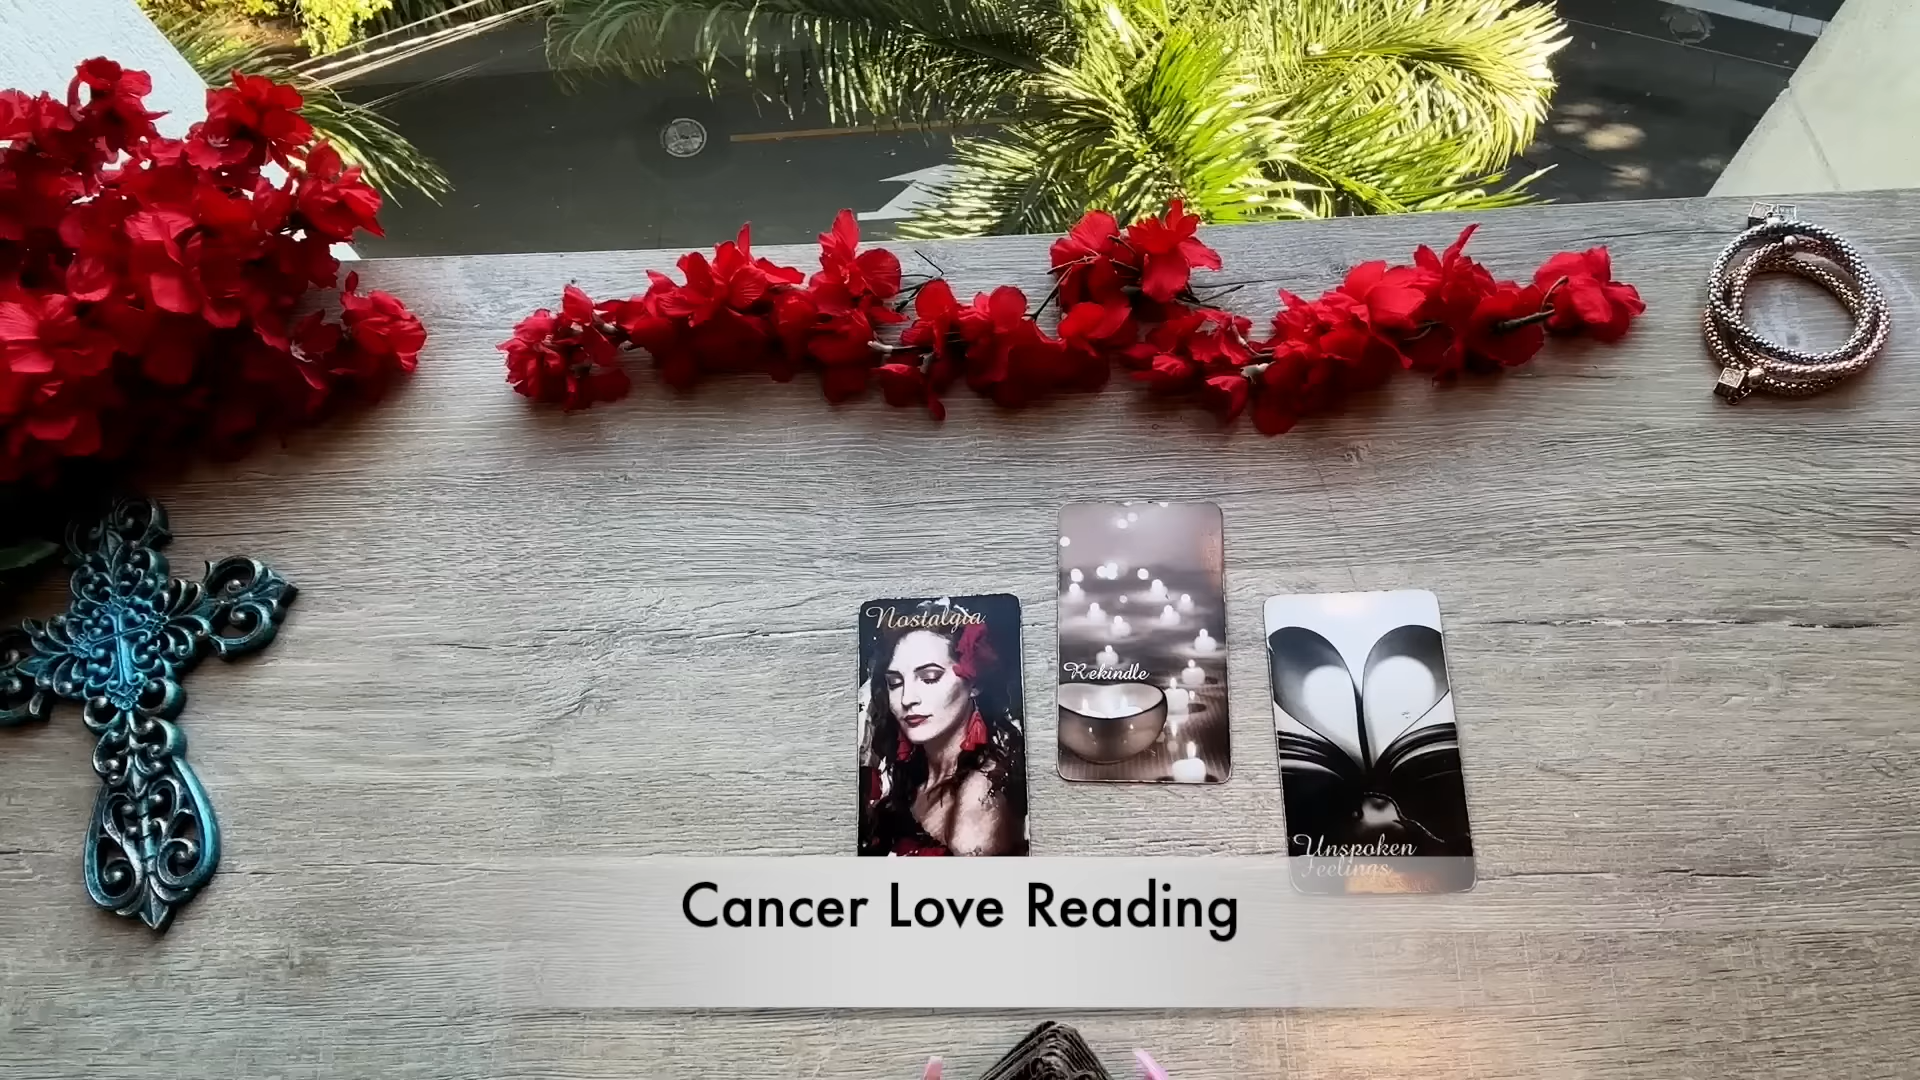 Nostalgia
Rekindle
Unspoken
Feelings
Cancer Love Reading